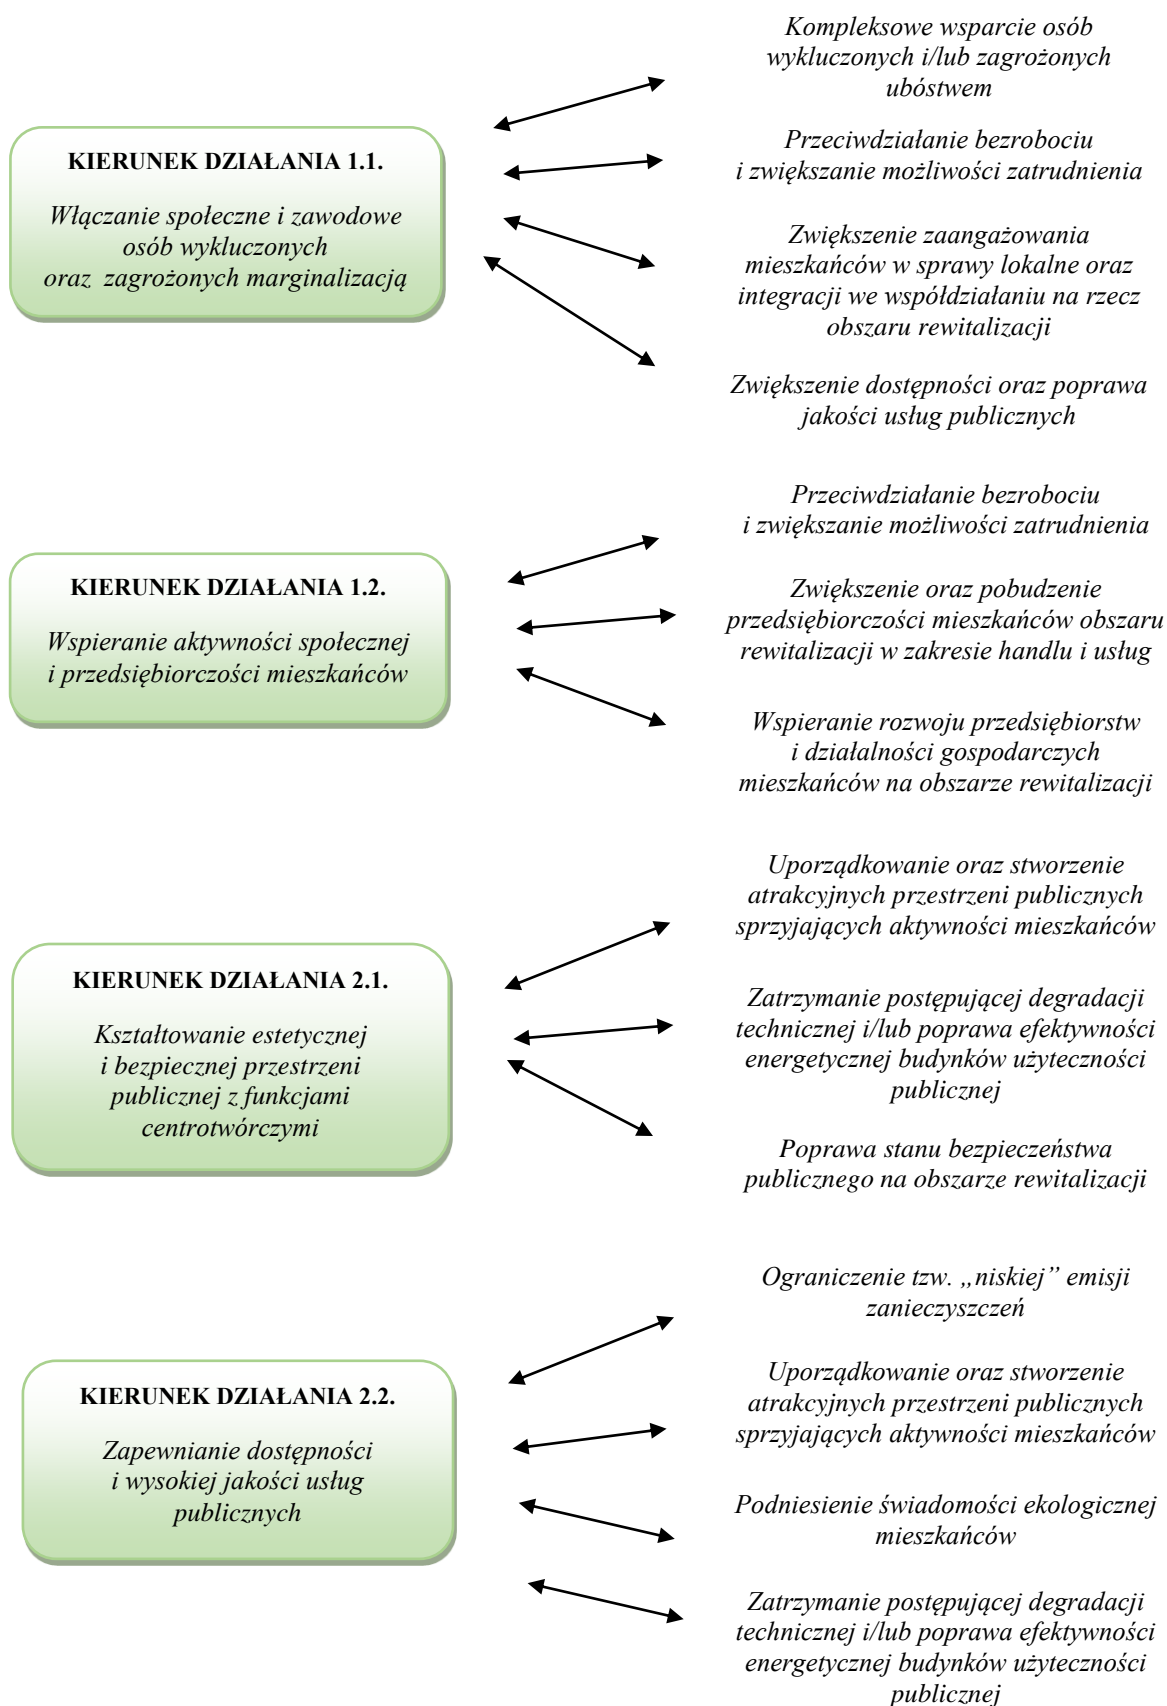 KIERUNEK DZIAŁANIA 1.1.
Włączanie społeczne i zawodowe
osób wykluczonych
oraz zagrożonych marginalizacją
Kompleksowe wsparcie osób
wykluczonych i/lub zagrożonych
ubóstwem
Przeciwdziałanie bezrobociu
i zwiększanie możliwości zatrudnienia
Zwiększenie zaangażowania
mieszkańców w sprawy lokalne oraz
integracji we współdziałaniu na rzecz
obszaru rewitalizacji
Zwiększenie dostępności oraz poprawa
jakości usług publicznych
KIERUNEK DZIAŁANIA 1.2.
Wspieranie aktywności społecznej
i przedsiębiorczości mieszkańców
Przeciwdziałanie bezrobociu
i zwiększanie możliwości zatrudnienia
Zwiększenie oraz pobudzenie
przedsiębiorczości mieszkańców obszaru
rewitalizacji w zakresie handlu i usług
Wspieranie rozwoju przedsiębiorstw
i działalności gospodarczych
mieszkańców na obszarze rewitalizacji
KIERUNEK DZIAŁANIA 2.1.
Kształtowanie estetycznej
i bezpiecznej przestrzeni
publicznej z funkcjami
centrotwórczymi
Uporządkowanie oraz stworzenie
atrakcyjnych przestrzeni publicznych
sprzyjających aktywności mieszkańców
Zatrzymanie postępującej degradacji
technicznej i/lub poprawa efektywności
energetycznej budynków użyteczności
publicznej
Poprawa stanu bezpieczeństwa
publicznego na obszarze rewitalizacji
KIERUNEK DZIAŁANIA 2.2.
Zapewnianie dostępności
i wysokiej jakości usług
publicznych
Ograniczenie tzw. „niskiej” emisji
zanieczyszczeń
Uporządkowanie oraz stworzenie
atrakcyjnych przestrzeni publicznych
sprzyjających aktywności mieszkańców
Podniesienie świadomości ekologicznej
mieszkańców
Zatrzymanie postępującej degradacji
technicznej i/lub poprawa efektywności
energetycznej budynków użyteczności
publicznej